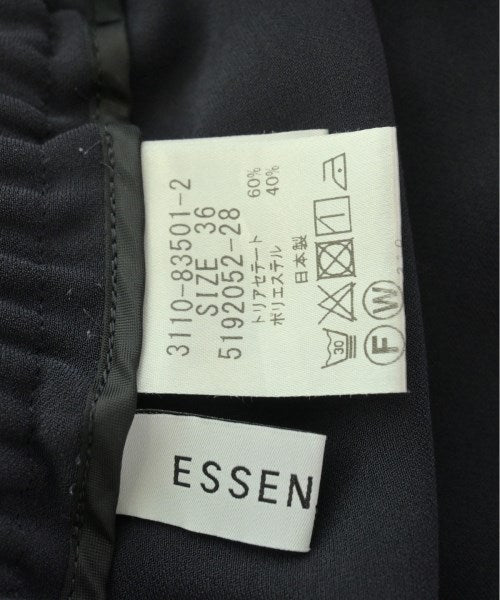 3110-83501-2
SIZE 36
5192052-28
トリアセテート 60%
ポリエステル 40%
日本製
30
F W
ESSEN